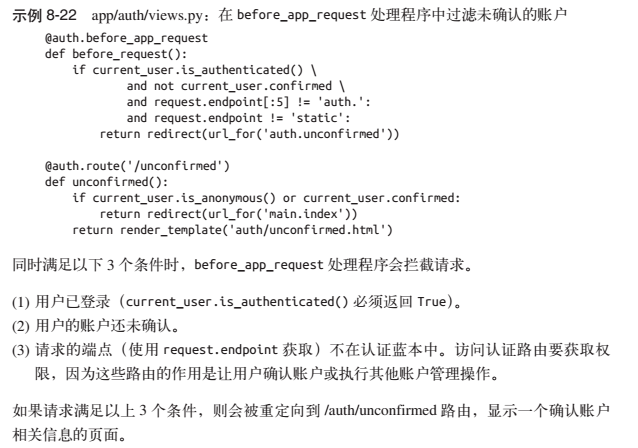 示例 8-22 app/auth/views.py：在 before_app_request 处理程序中过滤未确认的账户
@auth.before_app_request
def before_request():
    if current_user.is_authenticated() \
            and not current_user.confirmed \
            and request.endpoint[:5] != 'auth.':
            and request.endpoint != 'static':
        return redirect(url_for('auth.unconfirmed'))
@auth.route('/unconfirmed')
def unconfirmed():
    if current_user.is_anonymous() or current_user.confirmed:
        return redirect(url_for('main.index'))
    return render_template('auth/unconfirmed.html')
同时满足以下 3 个条件时，before_app_request 处理程序会拦截请求。
(1) 用户已登录（current_user.is_authenticated() 必须返回 True）。
(2) 用户的账户还未确认。
(3) 请求的端点（使用 request.endpoint 获取）不在认证蓝本中。访问认证路由要获取权
限，因为这些路由的作用是让用户确认账户或执行其他账户管理操作。
如果请求满足以上 3 个条件，则会被重定向到 /auth/unconfirmed 路由，显示一个确认账户
相关信息的页面。